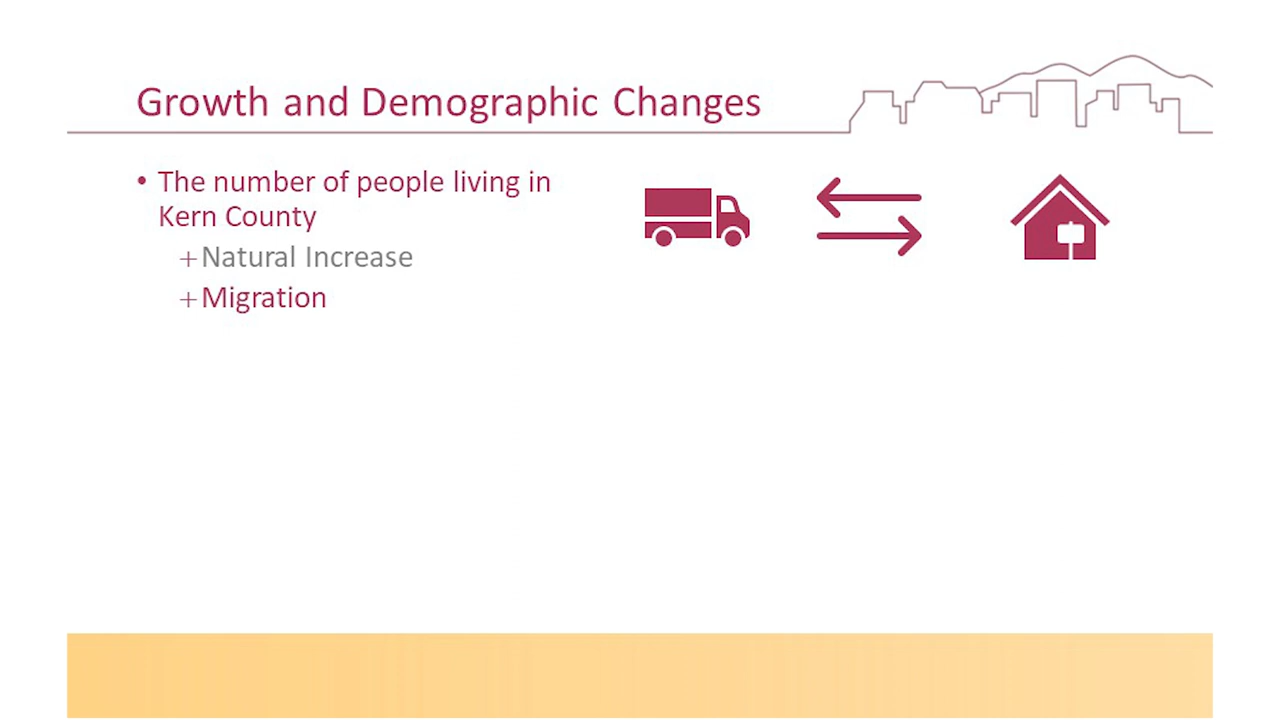 Growth and Demographic Changes
• The number of people living in
Kern County
+Natural Increase
+Migration